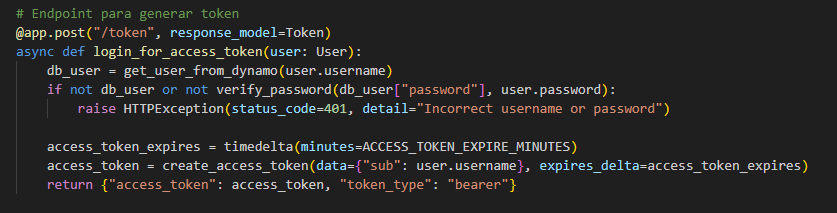 # Endpoint para generar token
@app.post("/token", response_model=Token)
async def login_for_access_token(user: User):
    db_user = get_user_from_dynamo(user.username)
    if not db_user or not verify_password(db_user["password"], user.password):
        raise HTTPException(status_code=401, detail="Incorrect username or password")

    access_token_expires = timedelta(minutes=ACCESS_TOKEN_EXPIRE_MINUTES)
    access_token = create_access_token(data={"sub": user.username}, expires_delta=access_token_expires)
    return {"access_token": access_token, "token_type": "bearer"}